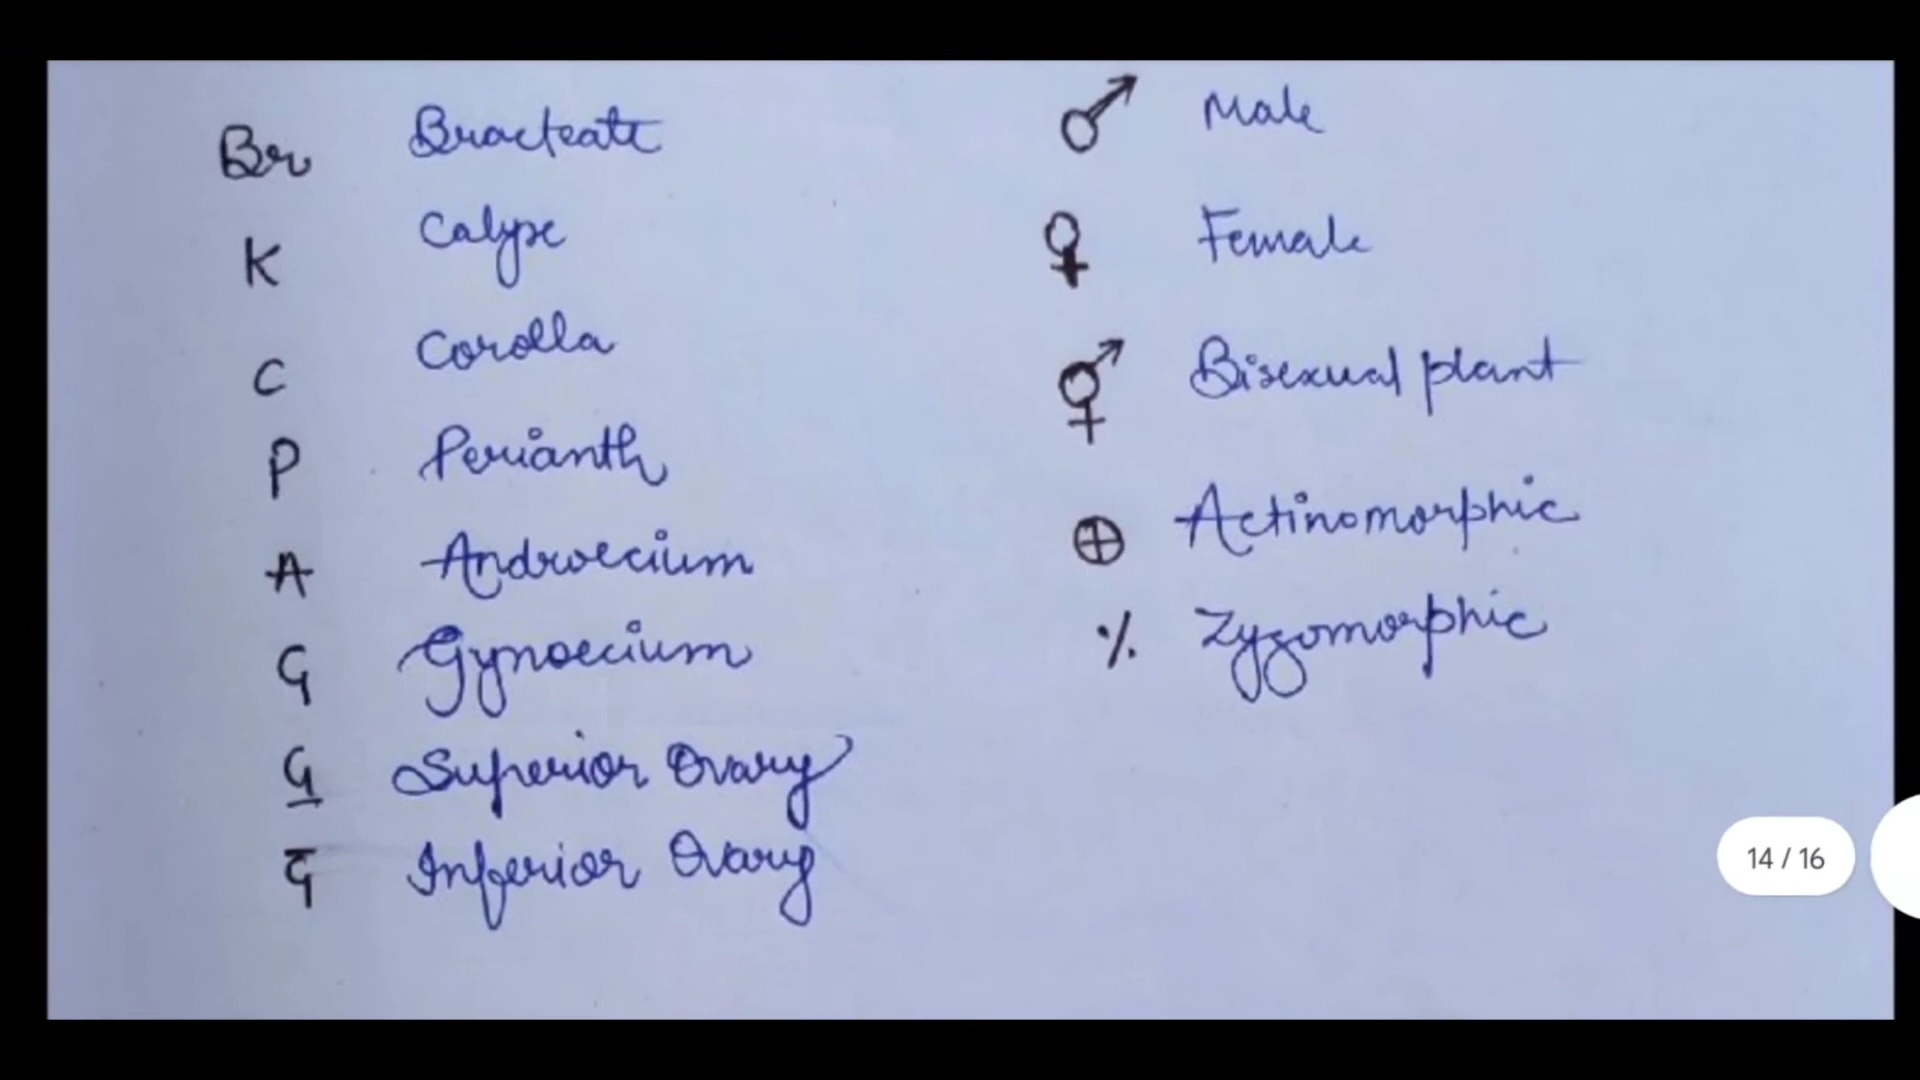 Br Bracteate
K Calyx
C Corolla
P Perianth
A Androecium
G Gynoecium
G̲ Superior Ovary
G̅ Inferior Ovary
♂ Male
♀ Female
⚥ Bisexual plant
⊕ Actinomorphic
% Zygomorphic
14 / 16